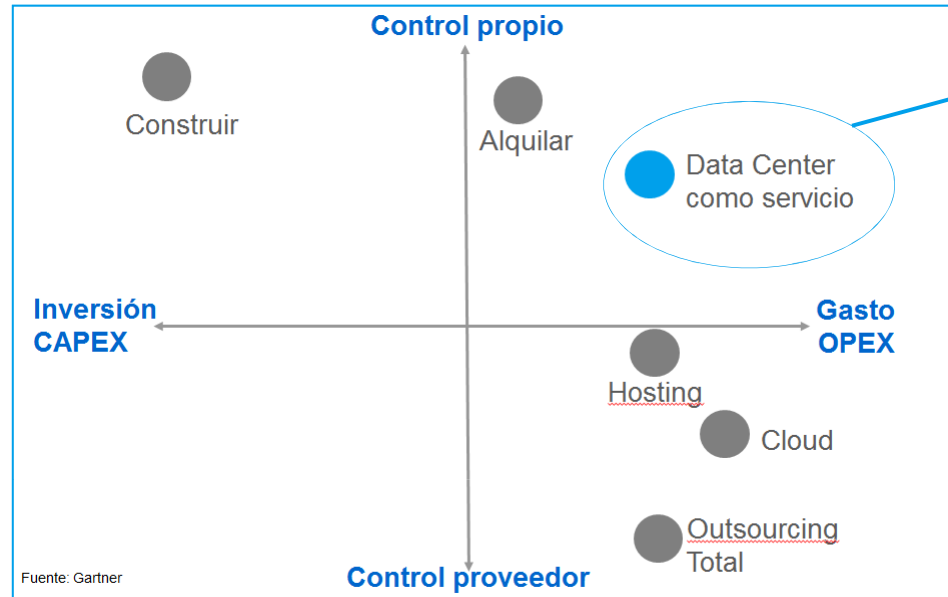 Control propio
Construir
Alquilar
Data Center
como servicio
Inversión
CAPEX
Gasto
OPEX
Hosting
Cloud
Outsourcing
Total
Fuente: Gartner
Control proveedor